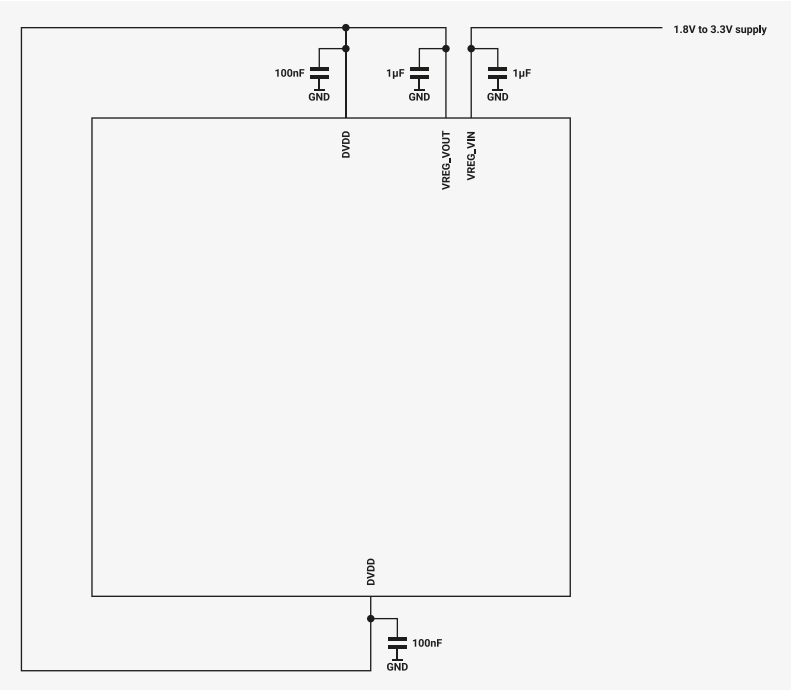 1.8V to 3.3V supply
100nF
1µF
1µF
GND
GND
GND
DVDD
VREG_VOUT
VREG_VIN
DVDD
100nF
GND